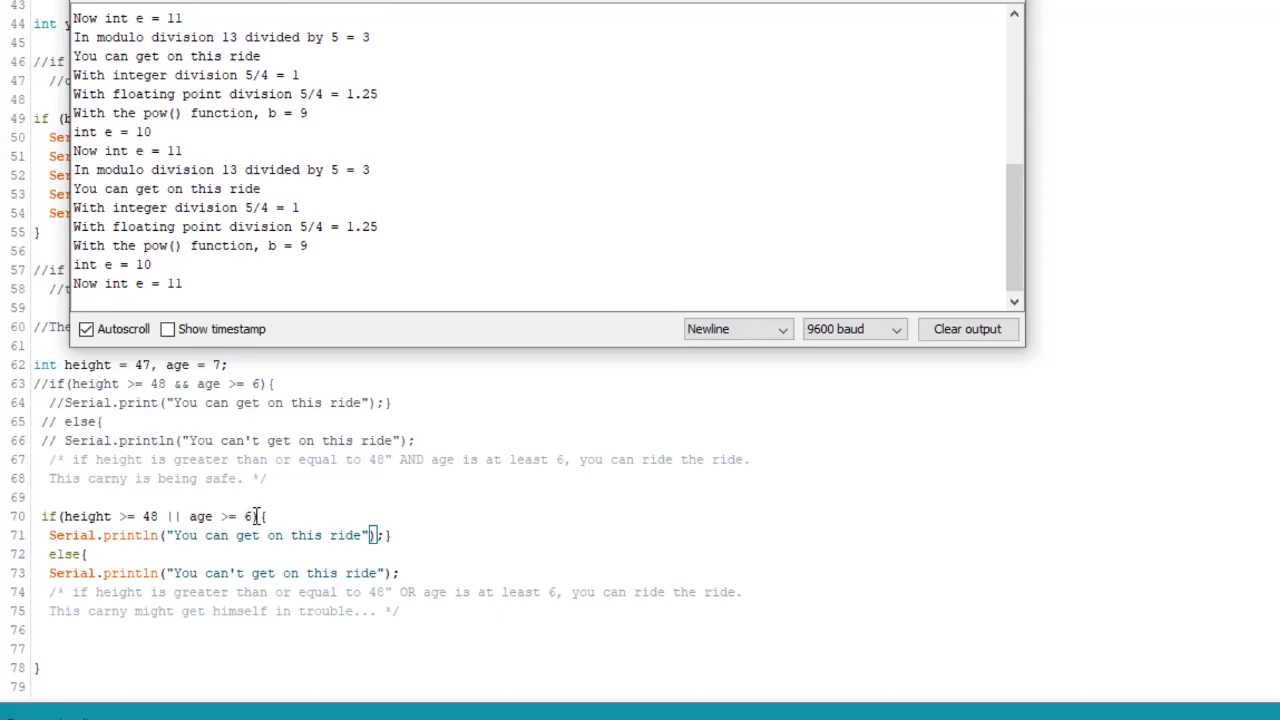 Now int e = 11
In modulo division 13 divided by 5 = 3
You can get on this ride
With integer division 5/4 = 1
With floating point division 5/4 = 1.25
With the pow() function, b = 9
int e = 10
Now int e = 11
In modulo division 13 divided by 5 = 3
You can get on this ride
With integer division 5/4 = 1
With floating point division 5/4 = 1.25
With the pow() function, b = 9
int e = 10
Now int e = 11
Autoscroll Show timestamp Newline 9600 baud Clear output
43
44 int
45
46 //if
47 //
48
49 if (
50 Ser
51 Ser
52 Ser
53 Ser
54 Ser
55 }
56
57 //if
58 //
59
60 //The
61
62 int height = 47, age = 7;
63 //if(height >= 48 && age >= 6){
64 //Serial.print("You can get on this ride");}
65 // else{
66 // Serial.println("You can't get on this ride");
67 /* if height is greater than or equal to 48" AND age is at least 6, you can ride the ride.
68 This carny is being safe. */
69
70 if(height >= 48 || age >= 6){
71 Serial.println("You can get on this ride");}
72 else{
73 Serial.println("You can't get on this ride");
74 /* if height is greater than or equal to 48" OR age is at least 6, you can ride the ride.
75 This carny might get himself in trouble... */
76
77
78 }
79